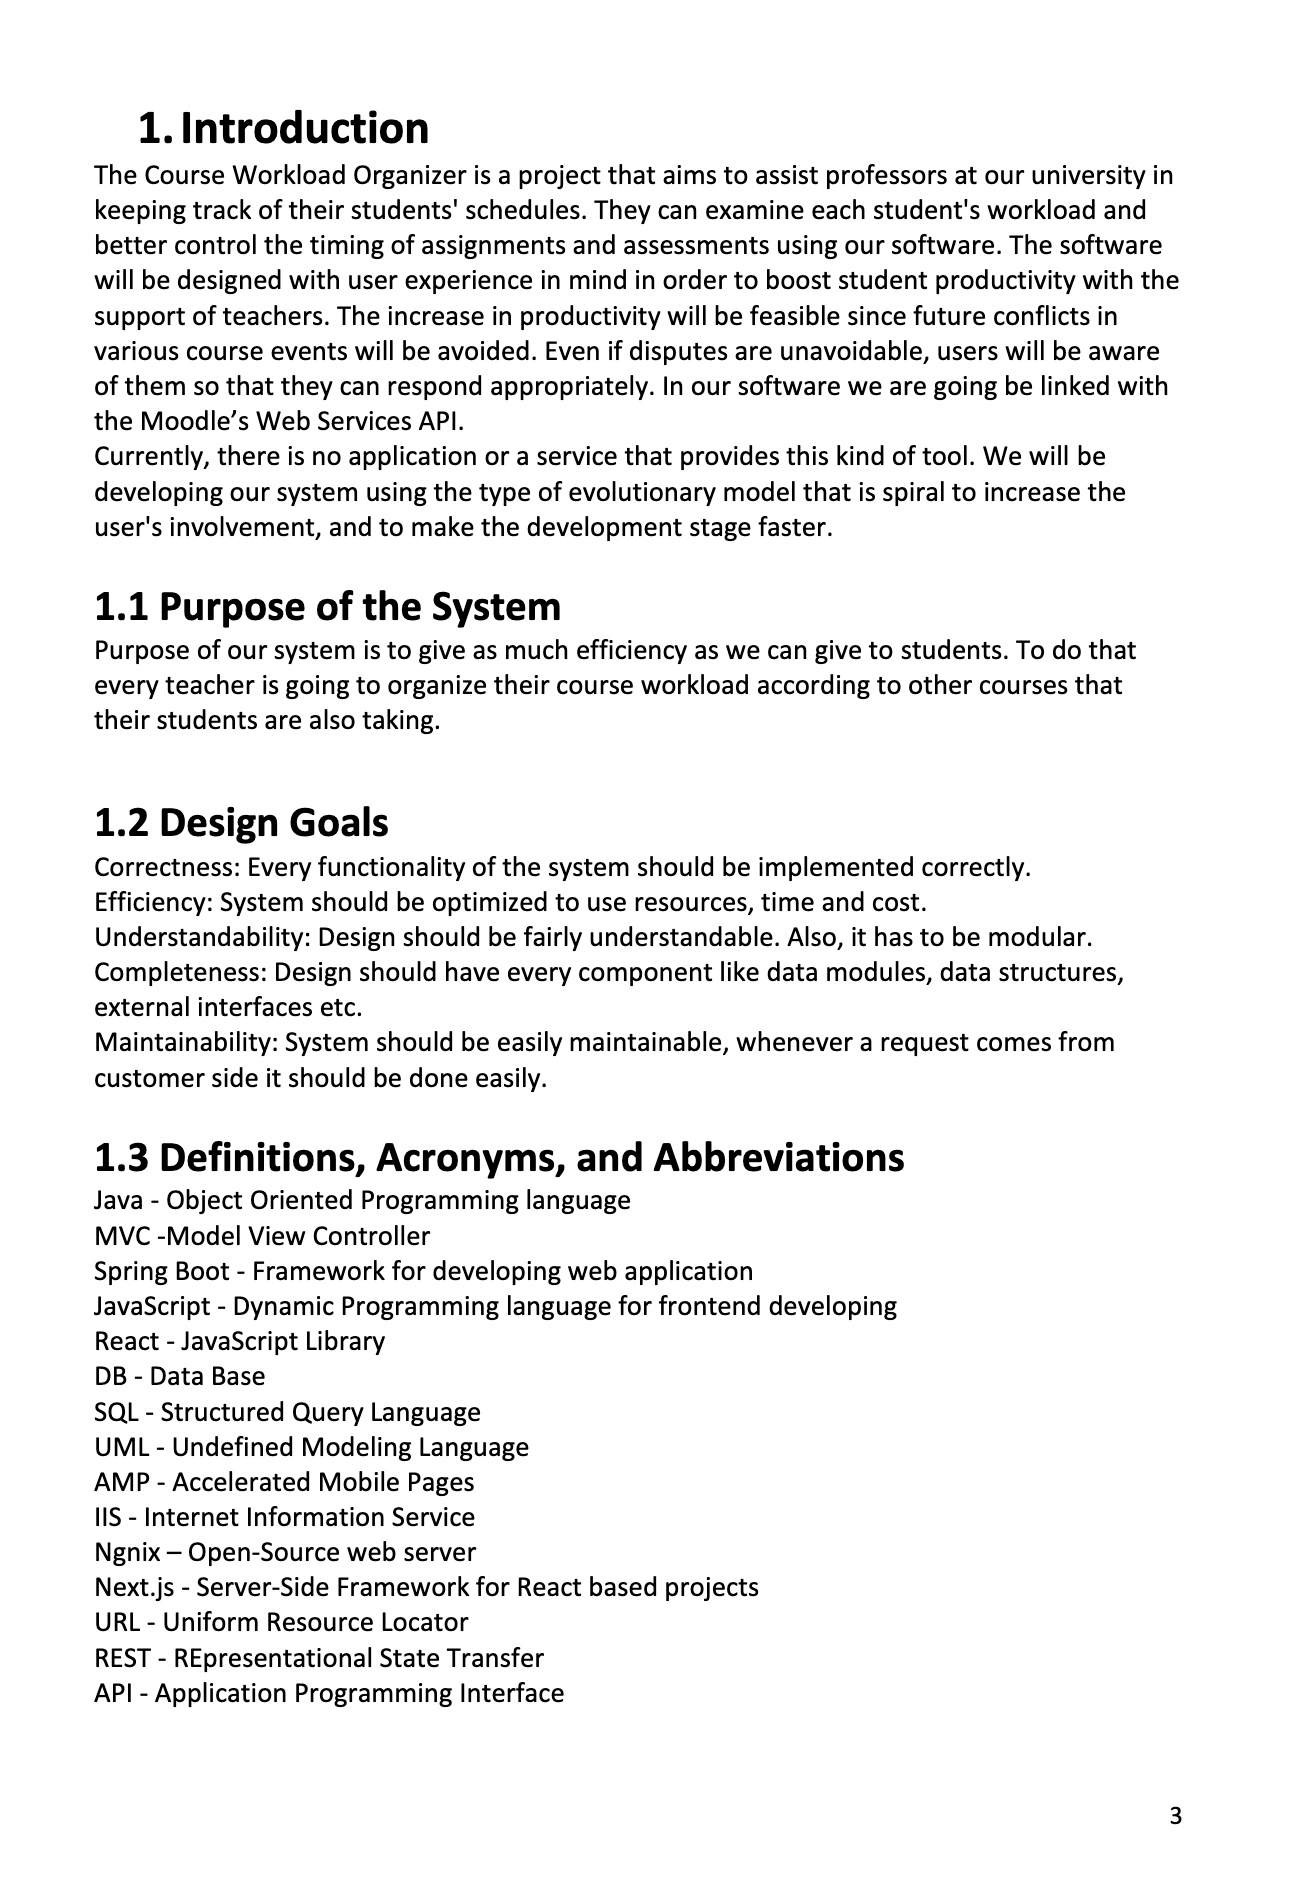 1. Introduction
The Course Workload Organizer is a project that aims to assist professors at our university in
keeping track of their students' schedules. They can examine each student's workload and
better control the timing of assignments and assessments using our software. The software
will be designed with user experience in mind in order to boost student productivity with the
support of teachers. The increase in productivity will be feasible since future conflicts in
various course events will be avoided. Even if disputes are unavoidable, users will be aware
of them so that they can respond appropriately. In our software we are going be linked with
the Moodle’s Web Services API.
Currently, there is no application or a service that provides this kind of tool. We will be
developing our system using the type of evolutionary model that is spiral to increase the
user's involvement, and to make the development stage faster.
1.1 Purpose of the System
Purpose of our system is to give as much efficiency as we can give to students. To do that
every teacher is going to organize their course workload according to other courses that
their students are also taking.
1.2 Design Goals
Correctness: Every functionality of the system should be implemented correctly.
Efficiency: System should be optimized to use resources, time and cost.
Understandability: Design should be fairly understandable. Also, it has to be modular.
Completeness: Design should have every component like data modules, data structures,
external interfaces etc.
Maintainability: System should be easily maintainable, whenever a request comes from
customer side it should be done easily.
1.3 Definitions, Acronyms, and Abbreviations
Java - Object Oriented Programming language
MVC -Model View Controller
Spring Boot - Framework for developing web application
JavaScript - Dynamic Programming language for frontend developing
React - JavaScript Library
DB - Data Base
SQL - Structured Query Language
UML - Undefined Modeling Language
AMP - Accelerated Mobile Pages
IIS - Internet Information Service
Ngnix – Open-Source web server
Next.js - Server-Side Framework for React based projects
URL - Uniform Resource Locator
REST - REpresentational State Transfer
API - Application Programming Interface
3